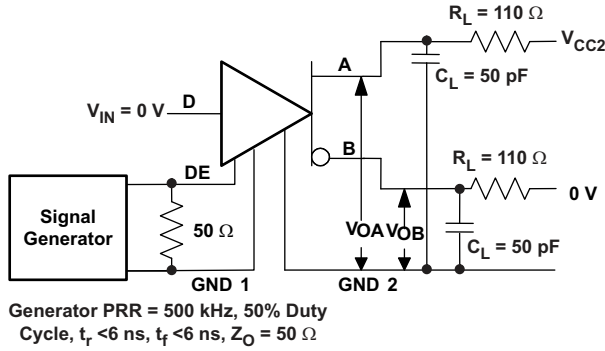 R_L = 110 Ω
V_CC2
A
C_L = 50 pF
V_IN = 0 V
D
B
R_L = 110 Ω
DE
0 V
Signal
Generator
50 Ω
VOA
VOB
C_L = 50 pF
GND 1
GND 2
Generator PRR = 500 kHz, 50% Duty
Cycle, t_r <6 ns, t_f <6 ns, Z_O = 50 Ω